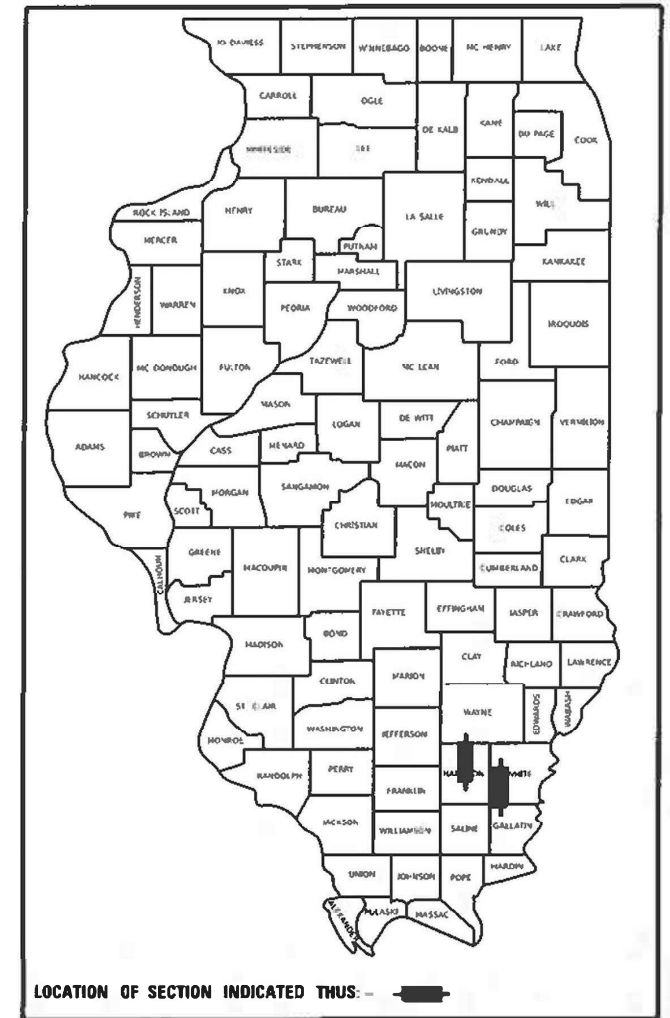 JO DAVIESS STEPHENSON WINNEBAGO BOONE MC HENRY LAKE
CARROLL OGLE DE KALB KANE DU PAGE COOK
WHITESIDE LEE KENDALL WILL
ROCK ISLAND HENRY BUREAU LA SALLE GRUNDY
MERCER PUTNAM
STARK MARSHALL KANKAKEE
HENDERSON WARREN KNOX PEORIA WOODFORD LIVINGSTON IROQUOIS
HANCOCK MC DONOUGH FULTON TAZEWELL MC LEAN FORD
SCHUYLER MASON LOGAN DE WITT CHAMPAIGN VERMILION
ADAMS BROWN CASS MENARD MACON PIATT
PIKE SCOTT MORGAN SANGAMON CHRISTIAN MOULTRIE DOUGLAS EDGAR
COLES
CALHOUN GREENE MACOUPIN MONTGOMERY SHELBY CUMBERLAND CLARK
JERSEY FAYETTE EFFINGHAM JASPER CRAWFORD
MADISON BOND
CLINTON MARION CLAY RICHLAND LAWRENCE
ST CLAIR WASHINGTON JEFFERSON WAYNE EDWARDS WABASH
MONROE
RANDOLPH PERRY FRANKLIN
JACKSON WILLIAMSON SALINE GALLATIN
UNION JOHNSON POPE HARDIN
ALEXANDER PULASKI MASSAC
LOCATION OF SECTION INDICATED THUS: -